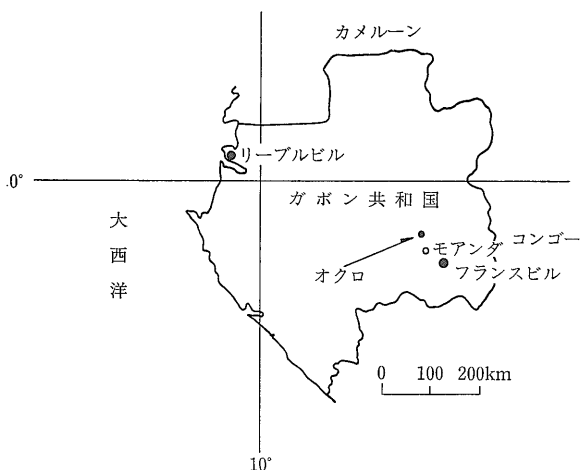 カメルーン
リーブルビル
0°
ガボン共和国
大西洋
コンゴー
モアンダ
オクロ
フランスビル
0 100 200km
10°